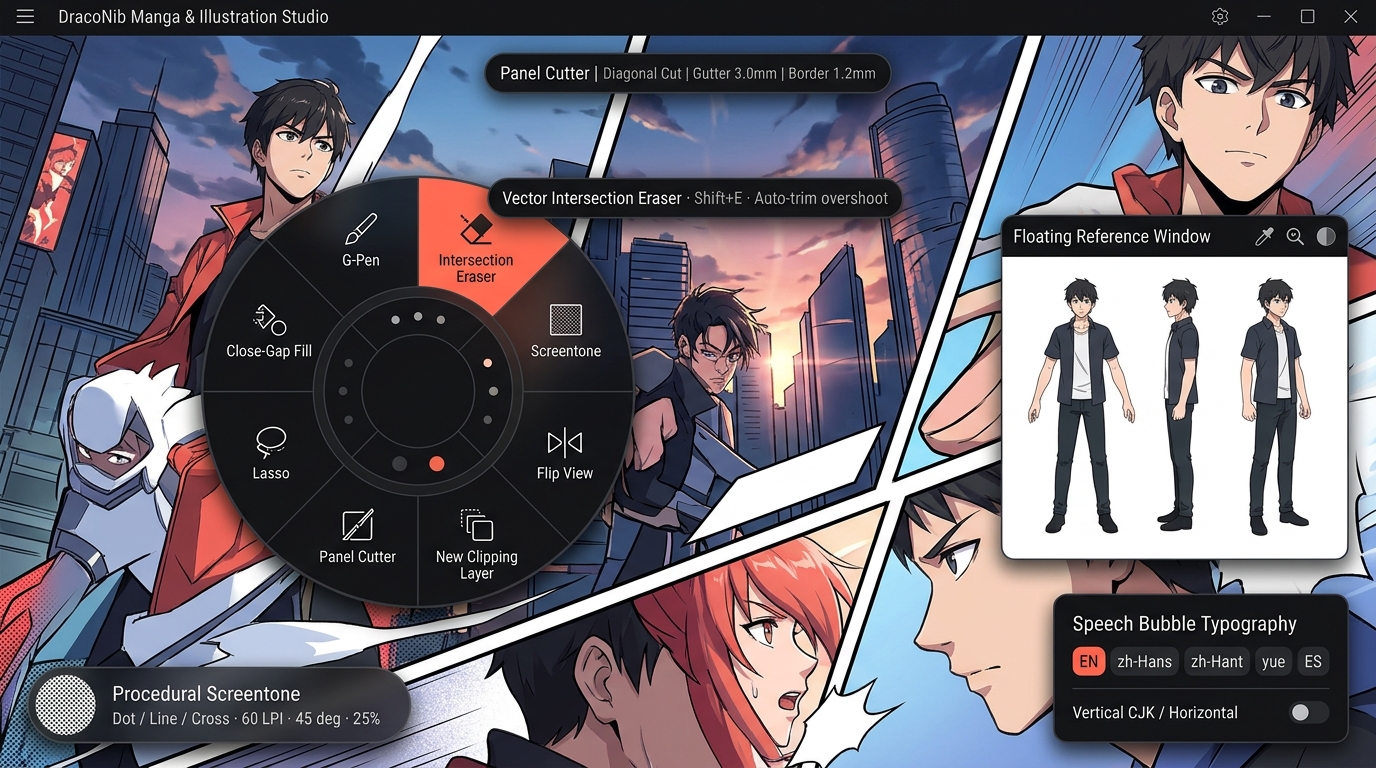 DracoNib Manga & Illustration Studio
Panel Cutter | Diagonal Cut | Gutter 3.0mm | Border 1.2mm
Vector Intersection Eraser · Shift+E · Auto-trim overshoot
G-Pen
Intersection
Eraser
Close-Gap Fill
Screentone
Lasso
Flip View
Panel Cutter
New Clipping
Layer
Floating Reference Window
Speech Bubble Typography
EN zh-Hans zh-Hant yue ES
Vertical CJK / Horizontal
Procedural Screentone
Dot / Line / Cross · 60 LPI · 45 deg · 25%